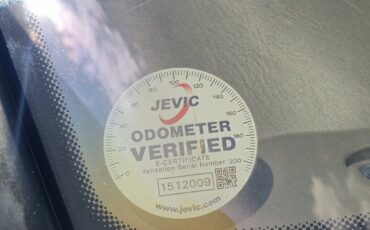 0 20 40 60 80 100 120 140 160 180 200
JEVIC
ODOMETER
VERIFIED
E-CERTIFICATE
Validation Serial Number
1512009
www.jevic.com